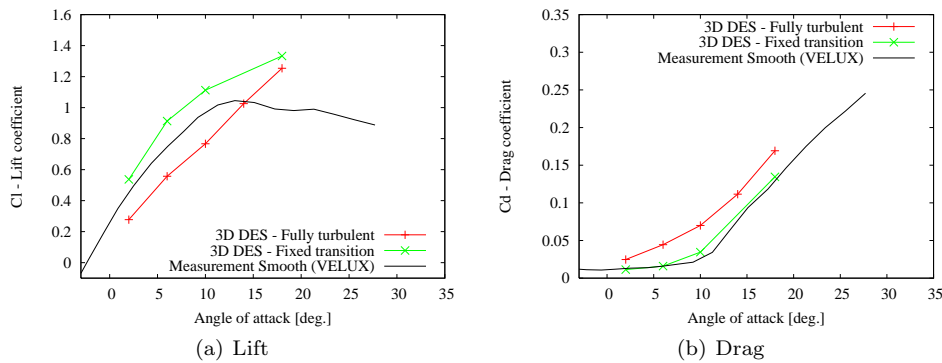 1.6
1.4
1.2
1
0.8
0.6
0.4
0.2
0
Cl - Lift coefficient
3D DES - Fully turbulent
3D DES - Fixed transition
Measurement Smooth (VELUX)
0 5 10 15 20 25 30 35
Angle of attack [deg.]
(a) Lift
0.35
0.3
0.25
0.2
0.15
0.1
0.05
0
Cd - Drag coefficient
3D DES - Fully turbulent
3D DES - Fixed transition
Measurement Smooth (VELUX)
0 5 10 15 20 25 30 35
Angle of attack [deg.]
(b) Drag